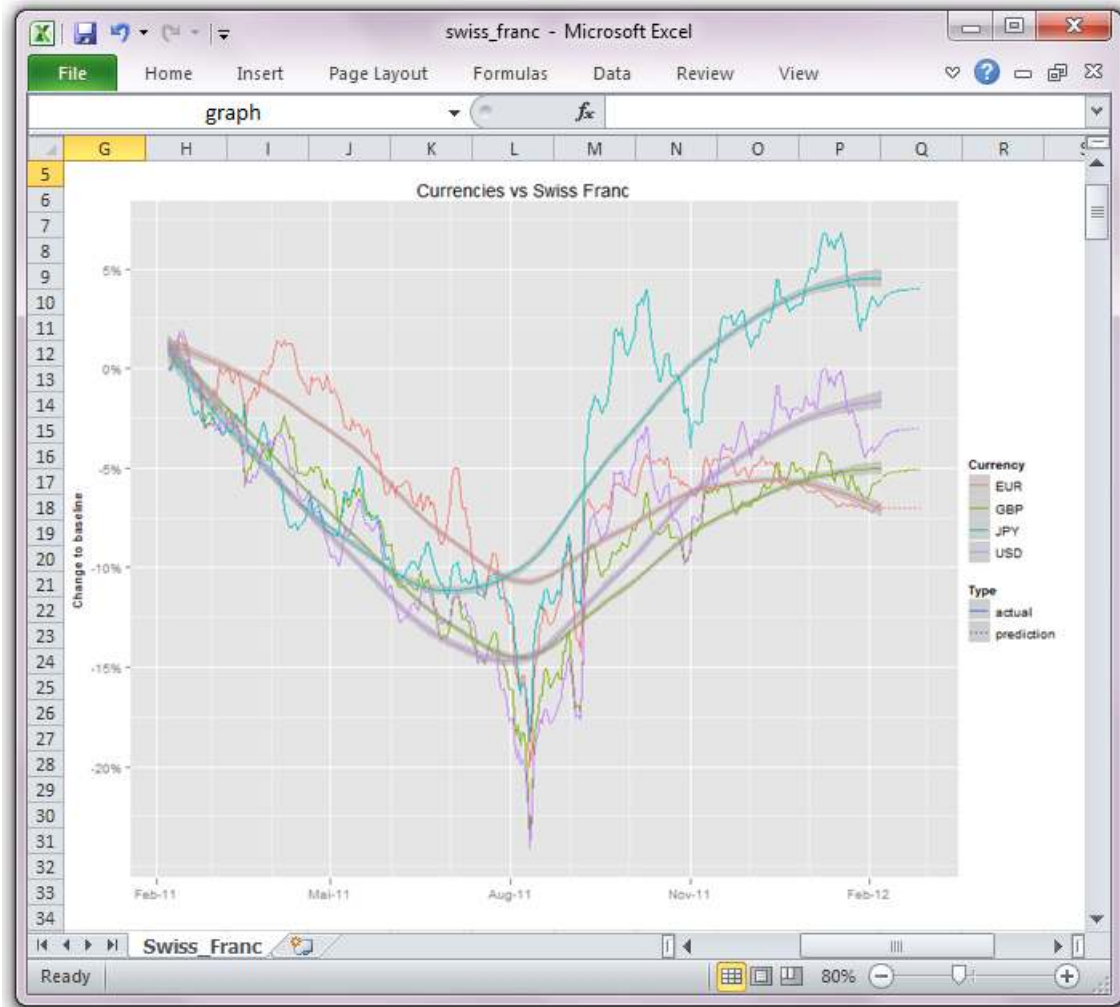 swiss_franc - Microsoft Excel
File Home Insert Page Layout Formulas Data Review View
graph fx
G H I J K L M N O P Q R
5
6
7
8
9
10
11
12
13
14
15
16
17
18
19
20
21
22
23
24
25
26
27
28
29
30
31
32
33
34
Currencies vs Swiss Franc
5%
0%
-5%
-10%
-15%
-20%
Change to baseline
Feb-11 Mai-11 Aug-11 Nov-11 Feb-12
Currency
EUR
GBP
JPY
USD
Type
actual
prediction
Swiss_Franc
Ready 80%